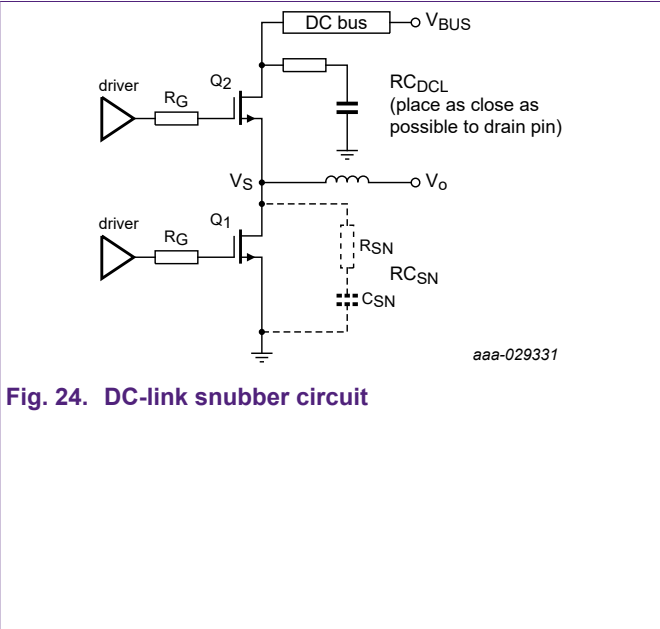 DC bus
VBUS
driver
Q2
RG
RCDCL
(place as close as
possible to drain pin)
VS
Vo
driver
Q1
RG
RSN
RCSN
CSN
aaa-029331
Fig. 24. DC-link snubber circuit